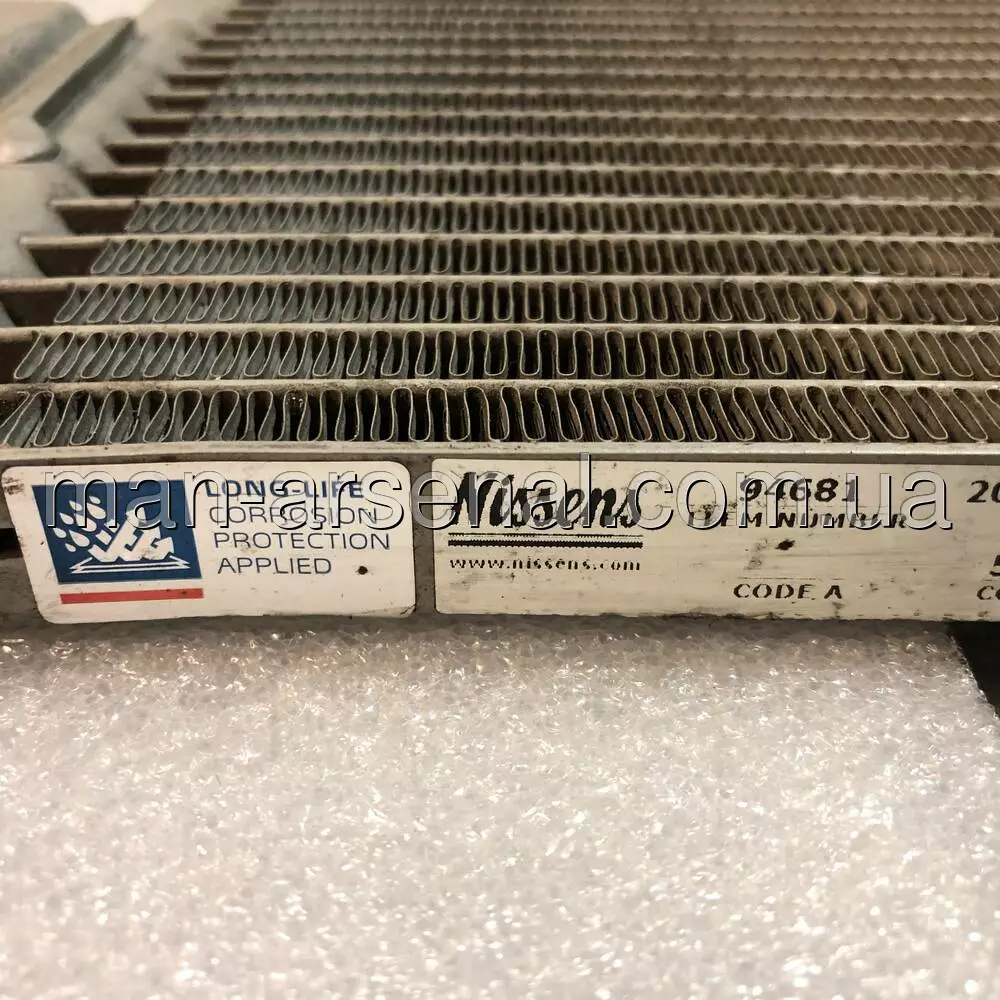 LONG-LIFE
CORROSION
PROTECTION
APPLIED
Nissens
www.nissens.com
94681
ITEM NUMBER
CODE A
man-arsenal.com.ua